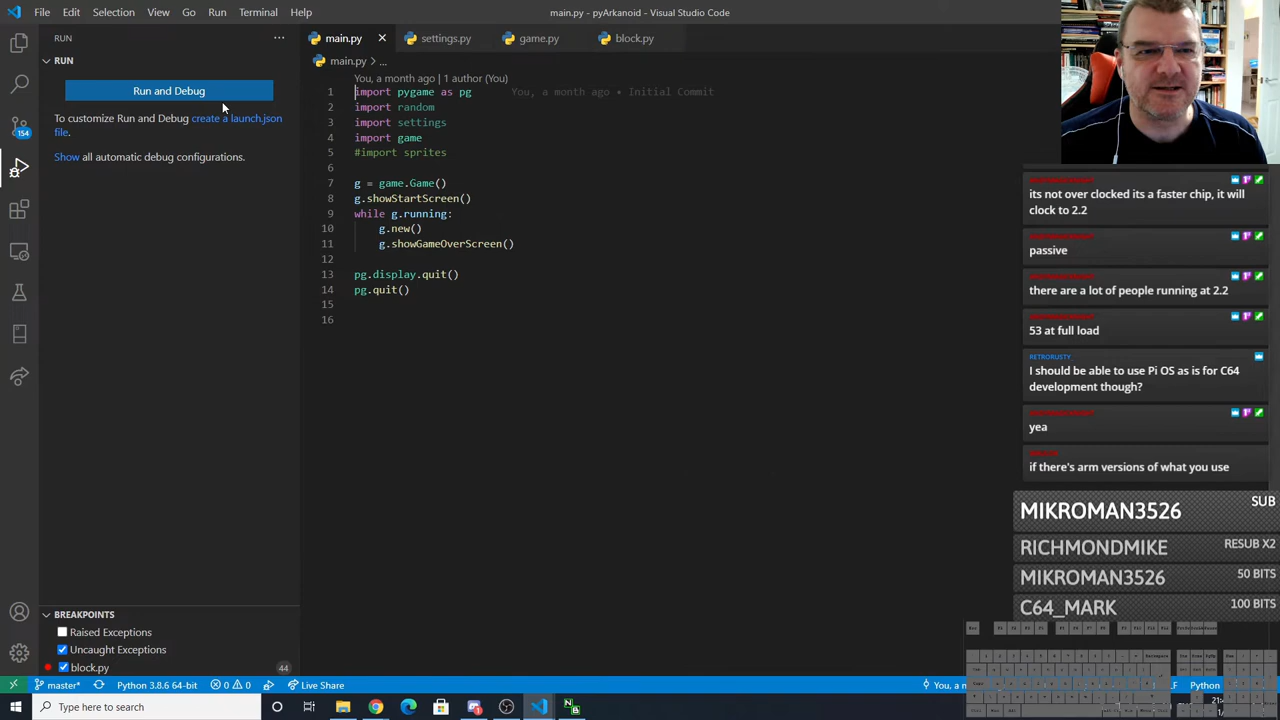 File Edit Selection View Go Run Terminal Help
main.py - pyArkanoid - Visual Studio Code
RUN
main.py
settings.py
game.py
block.py
RUN
main.py > ...
Run and Debug
To customize Run and Debug create a launch.json
file.
Show all automatic debug configurations.
You, a month ago | 1 author (You)
1 import pygame as pg You, a month ago • Initial Commit
2 import random
3 import settings
4 import game
5 #import sprites
6
7 g = game.Game()
8 g.showStartScreen()
9 while g.running:
10 g.new()
11 g.showGameOverScreen()
12
13 pg.display.quit()
14 pg.quit()
15
16
154
BREAKPOINTS
Raised Exceptions
Uncaught Exceptions
block.py 44
its not over clocked its a faster chip, it will
clock to 2.2
passive
there are a lot of people running at 2.2
53 at full load
RETRORUSTY
I should be able to use Pi OS as is for C64
development though?
yea
if there's arm versions of what you use
MIKROMAN3526 SUB
RICHMONDMIKE RESUB X2
MIKROMAN3526 50 BITS
C64_MARK 100 BITS
master* Python 3.8.6 64-bit 0 0 Live Share
Python
Type here to search